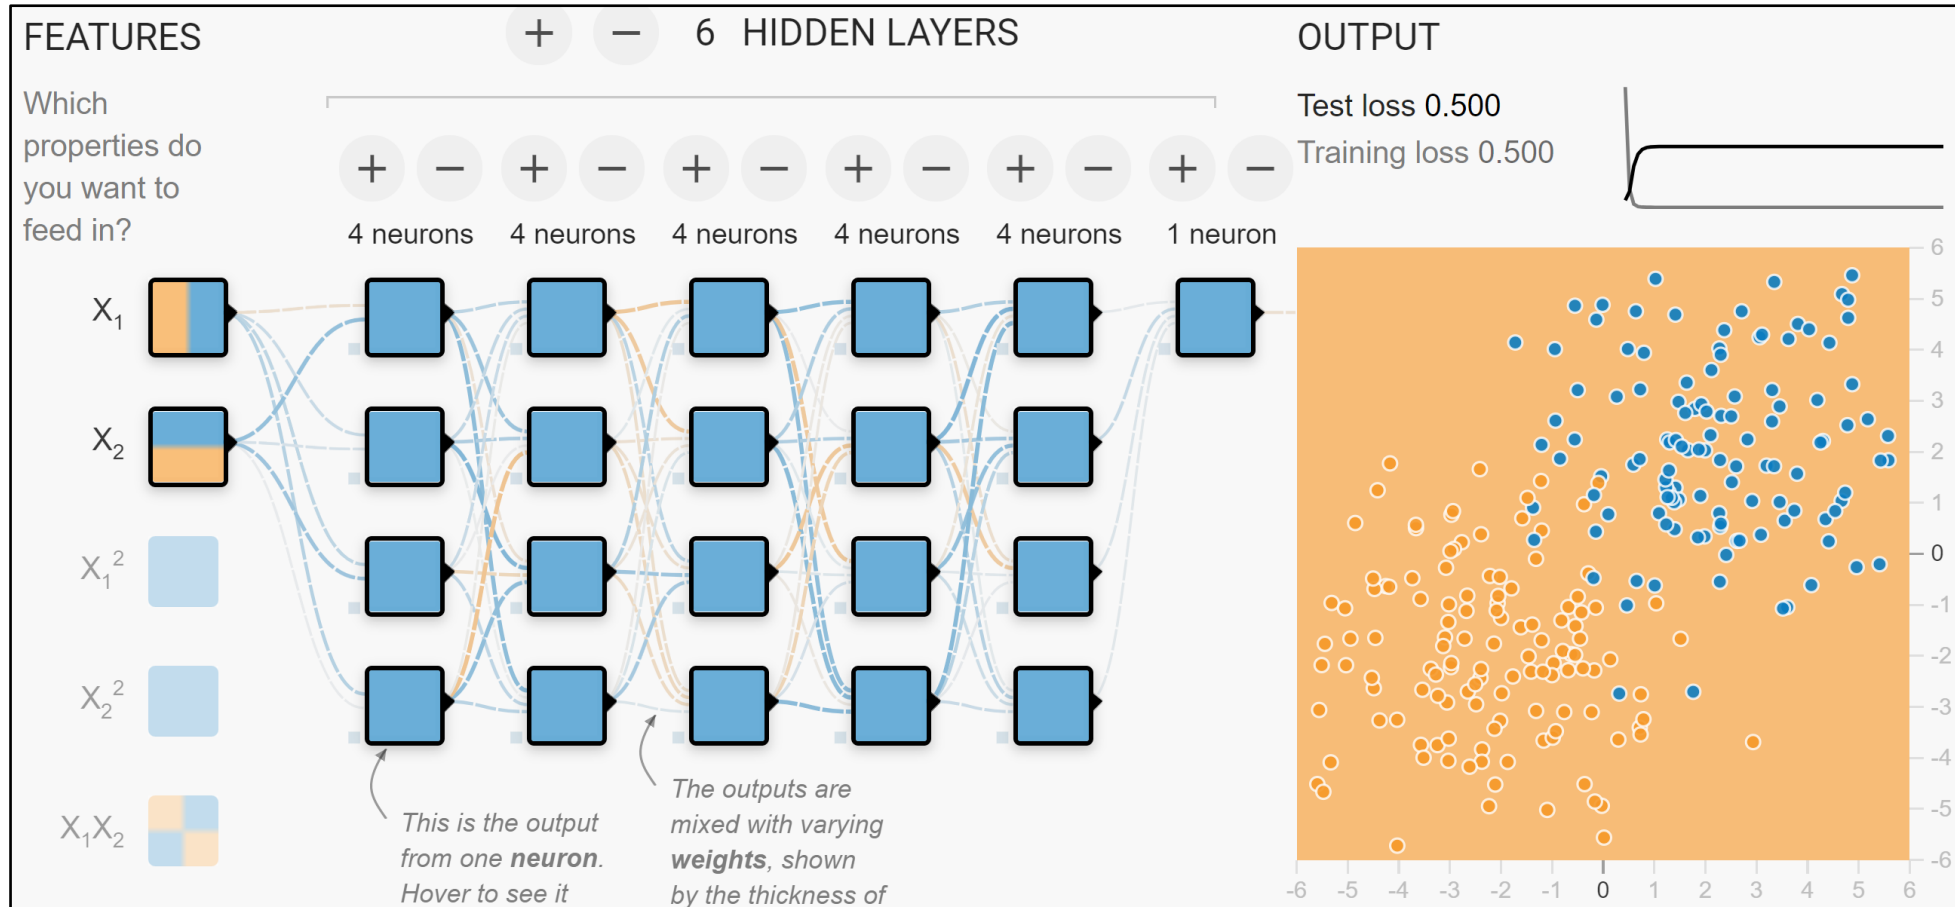 FEATURES
+ − 6 HIDDEN LAYERS
OUTPUT
Which
properties do
you want to
feed in?
Test loss 0.500
Training loss 0.500
+ − + − + − + − + − + −
4 neurons 4 neurons 4 neurons 4 neurons 4 neurons 1 neuron
X1
X2
X1²
X2²
X1X2
This is the output
from one neuron.
Hover to see it
The outputs are
mixed with varying
weights, shown
by the thickness of
6
5
4
3
2
1
0
-1
-2
-3
-4
-5
-6
-6 -5 -4 -3 -2 -1 0 1 2 3 4 5 6